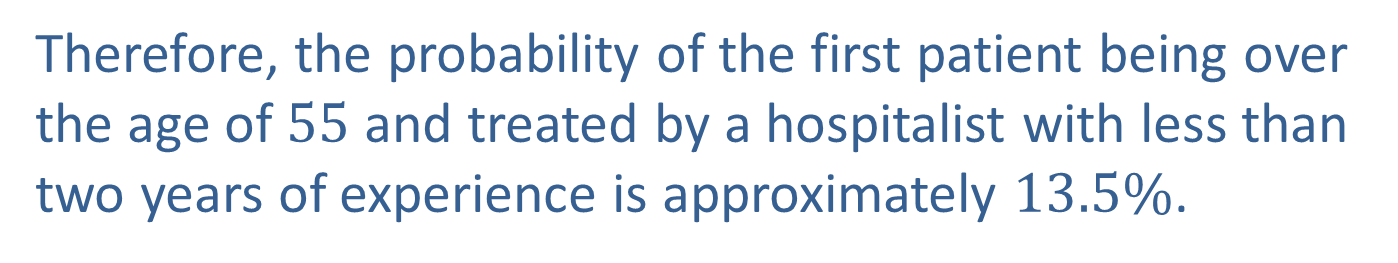 Therefore, the probability of the first patient being over
the age of 55 and treated by a hospitalist with less than
two years of experience is approximately 13.5%.